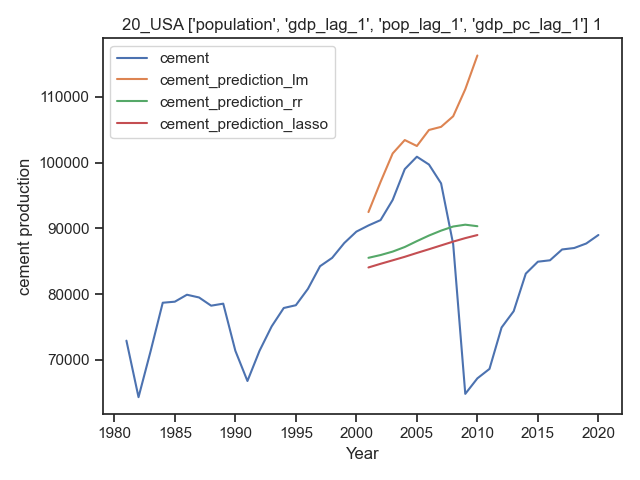 20_USA ['population', 'gdp_lag_1', 'pop_lag_1', 'gdp_pc_lag_1'] 1
cement
cement_prediction_lm
cement_prediction_rr
cement_prediction_lasso
cement production
110000
100000
90000
80000
70000
1980 1985 1990 1995 2000 2005 2010 2015 2020
Year